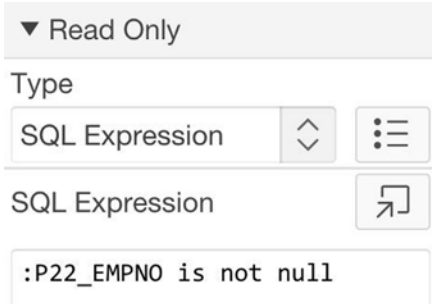 Read Only
Type
SQL Expression
SQL Expression
:P22_EMPNO is not null